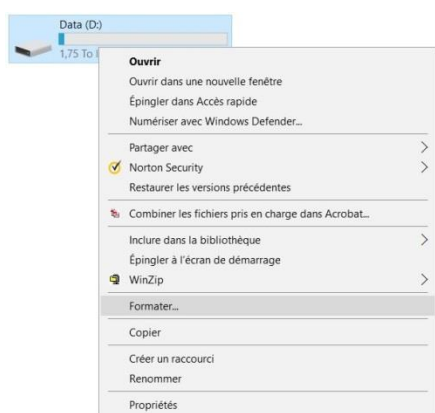 Data (D:)
1,75 To l
Ouvrir
Ouvrir dans une nouvelle fenêtre
Épingler dans Accès rapide
Numériser avec Windows Defender...
Partager avec
Norton Security
Restaurer les versions précédentes
Combiner les fichiers pris en charge dans Acrobat...
Inclure dans la bibliothèque
Épingler à l'écran de démarrage
WinZip
Formater...
Copier
Créer un raccourci
Renommer
Propriétés